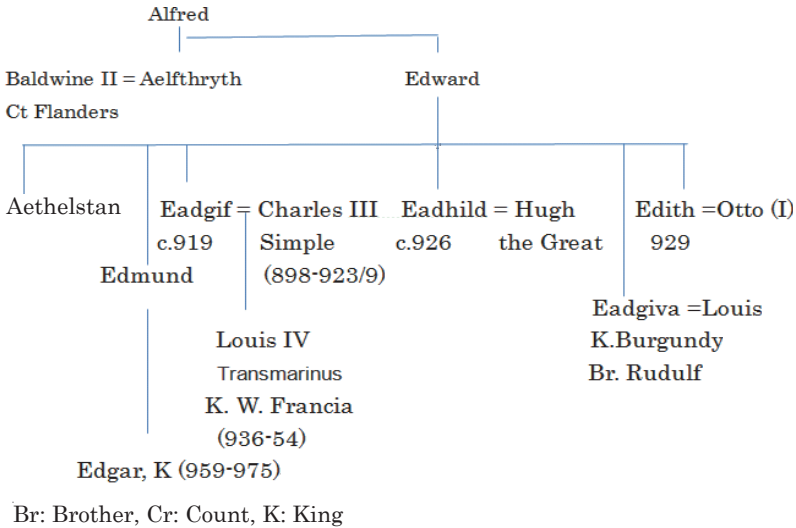 Alfred
Baldwine II = Aelfthryth Edward
Ct Flanders
Aethelstan Eadgif = Charles III Eadhild = Hugh Edith =Otto (I)
c.919 Simple c.926 the Great 929
Edmund (898-923/9)
Eadgiva =Louis
Louis IV K.Burgundy
Transmarinus Br. Rudulf
K. W. Francia
(936-54)
Edgar, K (959-975)
Br: Brother, Cr: Count, K: King